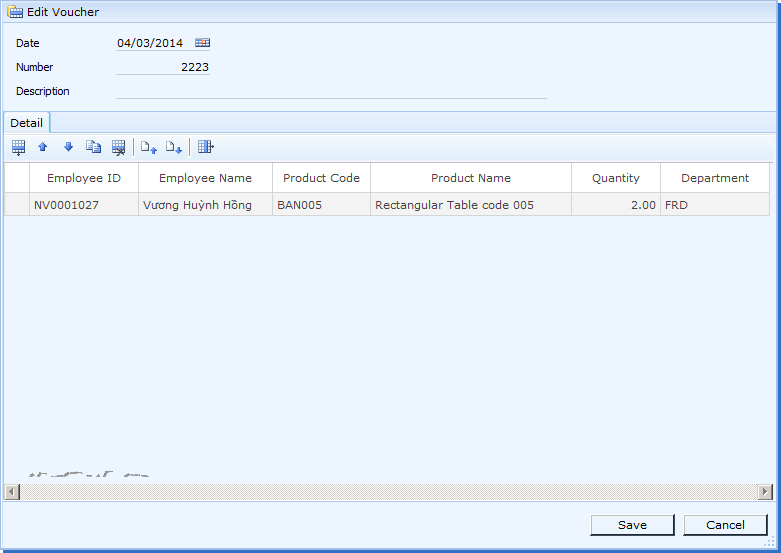 Edit Voucher
Date 04/03/2014
Number 2223
Description
Detail
Employee ID Employee Name Product Code Product Name Quantity Department
NV0001027 Vương Huỳnh Hồng BAN005 Rectangular Table code 005 2.00 FRD
Save Cancel